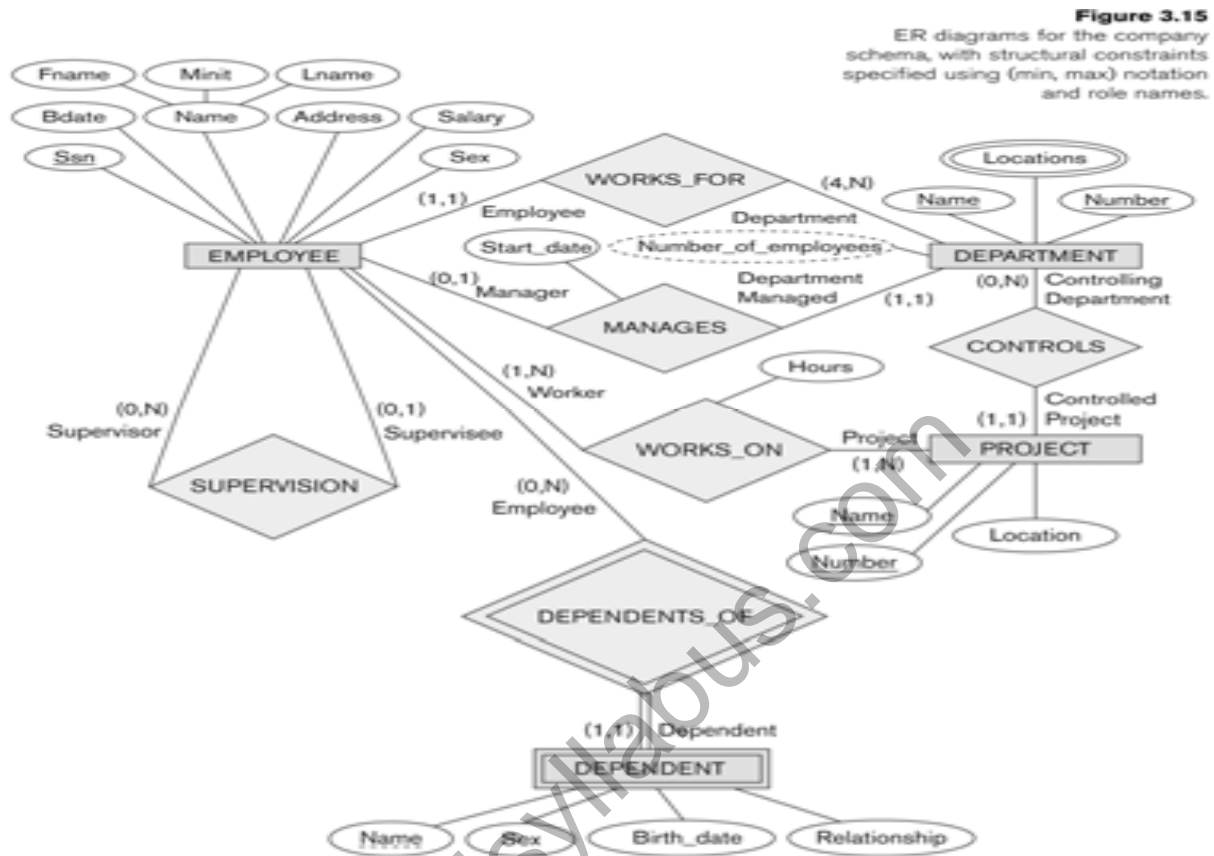 Figure 3.15
ER diagrams for the company
schema, with structural constraints
specified using (min, max) notation
and role names.
Fname
Minit
Lname
Bdate
Name
Address
Salary
Ssn
Sex
WORKS_FOR
(1,1)
Employee
(4,N)
Department
Locations
Name
Number
Start_date
Number_of_employees
EMPLOYEE
DEPARTMENT
(0,1)
Manager
MANAGES
Department
Managed
(1,1)
(0,N)
Controlling
Department
CONTROLS
Hours
(1,N)
Worker
(0,N)
Supervisor
(0,1)
Supervisee
Controlled
(1,1)
Project
WORKS_ON
Project
(1,N)
PROJECT
SUPERVISION
(0,N)
Employee
Name
Location
Number
DEPENDENTS_OF
(1,1)
Dependent
DEPENDENT
Name
Sex
Birth_date
Relationship
syllabus.com